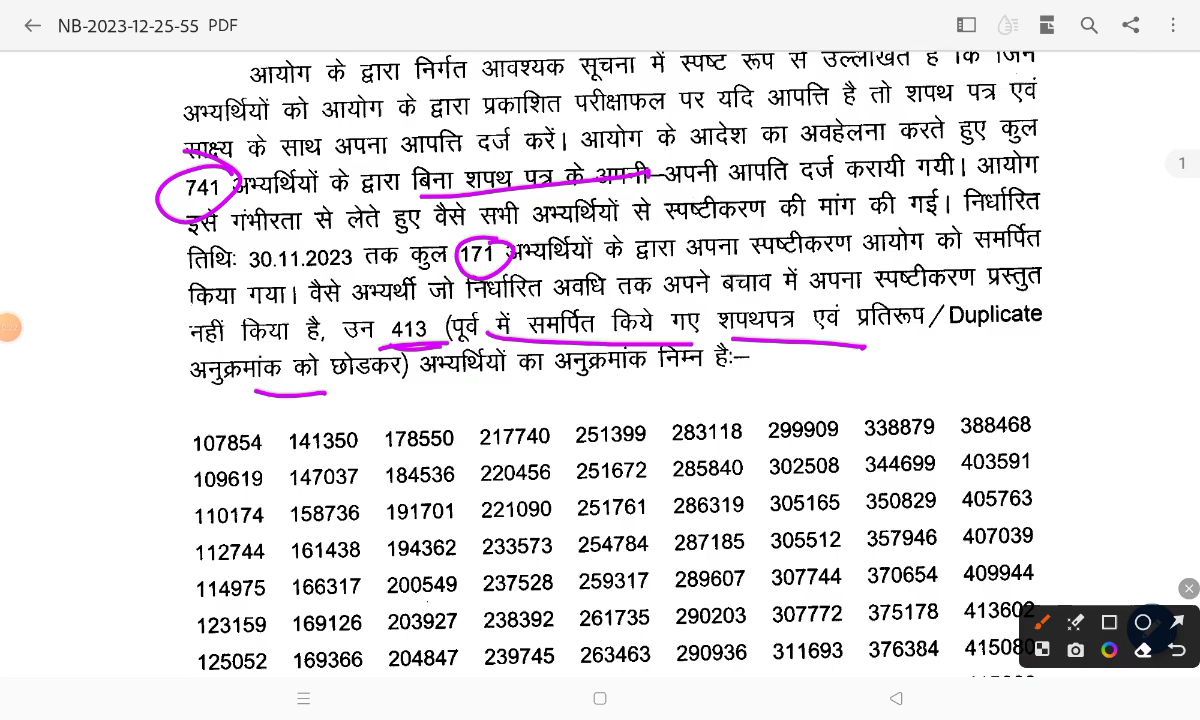 NB-2023-12-25-55 PDF
आयोग के द्वारा निर्गत आवश्यक सूचना में स्पष्ट रूप से उल्लेखित है कि जिन
अभ्यर्थियों को आयोग के द्वारा प्रकाशित परीक्षाफल पर यदि आपत्ति है तो शपथ पत्र एवं
साक्ष्य के साथ अपना आपत्ति दर्ज करें। आयोग के आदेश का अवहेलना करते हुए कुल
741 अभ्यर्थियों के द्वारा बिना शपथ पत्र के अपनी–अपनी आपति दर्ज करायी गयी। आयोग
इसे गंभीरता से लेते हुए वैसे सभी अभ्यर्थियों से स्पष्टीकरण की मांग की गई। निर्धारित
तिथिः 30.11.2023 तक कुल 171 अभ्यर्थियों के द्वारा अपना स्पष्टीकरण आयोग को समर्पित
किया गया। वैसे अभ्यर्थी जो निर्धारित अवधि तक अपने बचाव में अपना स्पष्टीकरण प्रस्तुत
नहीं किया है, उन 413 (पूर्व में समर्पित किये गए शपथपत्र एवं प्रतिरूप/Duplicate
अनुक्रमांक को छोडकर) अभ्यर्थियों का अनुक्रमांक निम्न हैः–
107854 141350 178550 217740 251399 283118 299909 338879 388468
109619 147037 184536 220456 251672 285840 302508 344699 403591
110174 158736 191701 221090 251761 286319 305165 350829 405763
112744 161438 194362 233573 254784 287185 305512 357946 407039
114975 166317 200549 237528 259317 289607 307744 370654 409944
123159 169126 203927 238392 261735 290203 307772 375178 413602
125052 169366 204847 239745 263463 290936 311693 376384 415080
1